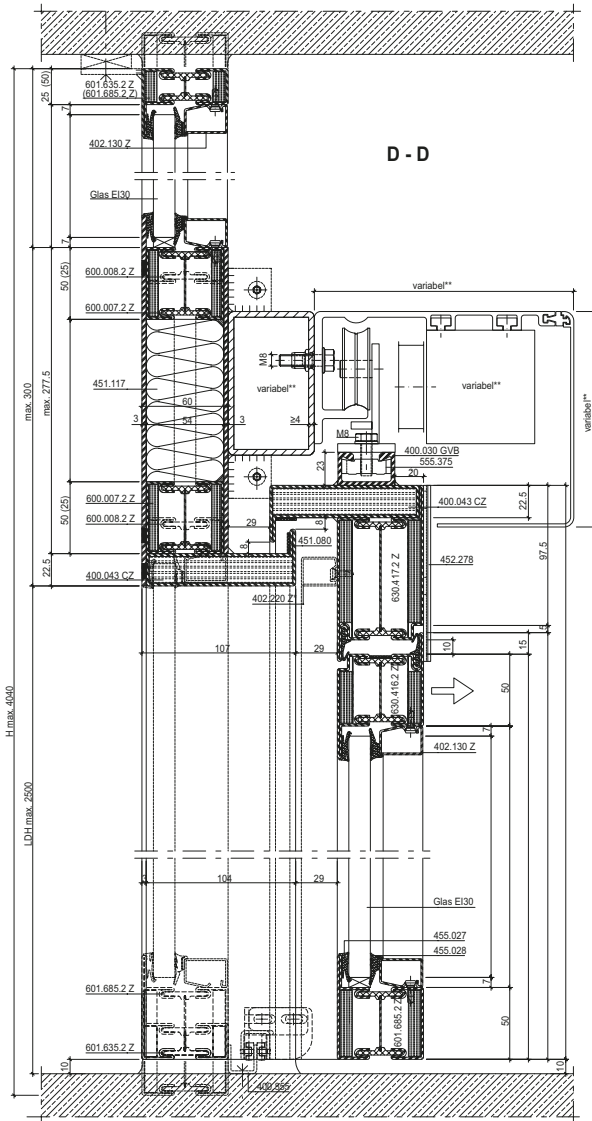 D - D
601.635.2 Z
(601.685.2 Z)
25 (50)
7
402.130 Z
Glas EI30
7
50 (25)
600.008.2 Z
600.007.2 Z
max. 300
max. 277.5
451.117
60
54
3
3
≥4
M8
variabel**
variabel**
variabel**
variabel**
M8
400.030 GVB
555.375
20
23
400.043 CZ
22.5
97.5
600.007.2 Z
600.008.2 Z
50 (25)
29
8
8
451.080
452.278
400.043 CZ
22.5
402.220 Z*
630.417.2 Z
107
29
10
15
5
630.416.2 Z
50
7
402.130 Z
H max. 4040
LDH max. 2500
3
104
29
Glas EI30
455.027
455.028
7
601.685.2 Z
601.685.2 Z
50
601.635.2 Z
10
400.855
10